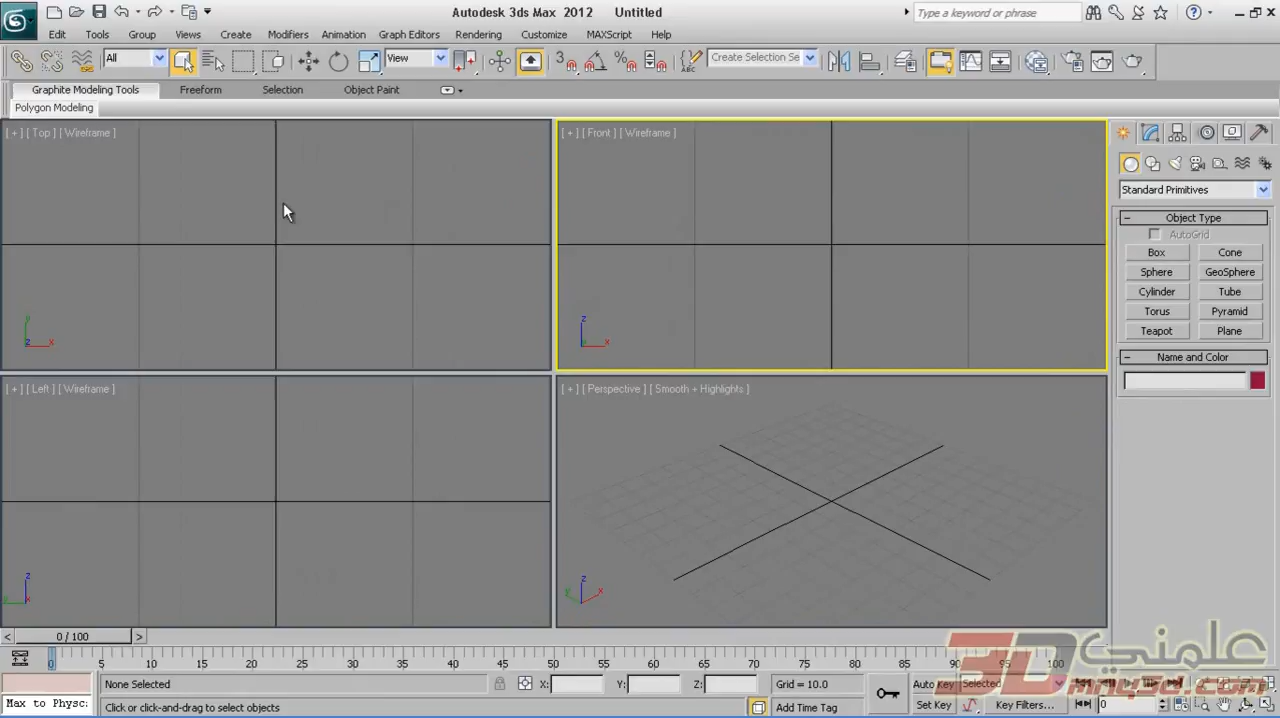 Autodesk 3ds Max 2012 Untitled
Type a keyword or phrase
Edit Tools Group Views Create Modifiers Animation Graph Editors Rendering Customize MAXScript Help
All
View
3
ABC
Create Selection Se
Graphite Modeling Tools Freeform Selection Object Paint
Polygon Modeling
[ + ] [ Top ] [ Wireframe ]
[ + ] [ Front ] [ Wireframe ]
Standard Primitives
Object Type
AutoGrid
Box Cone
Sphere GeoSphere
Cylinder Tube
Torus Pyramid
Teapot Plane
Name and Color
y
z x
z
x
[ + ] [ Left ] [ Wireframe ]
[ + ] [ Perspective ] [ Smooth + Highlights ]
z
y x
z
y x
< 0 / 100 >
0 5 10 15 20 25 30 35 40 45 50 55 60 65 70 75 80 85 90 95 100
علمني
3D
None Selected X: Y: Z: Grid = 10.0 Auto Key Selected
Max to Physc: Click or click-and-drag to select objects Add Time Tag Set Key Key Filters... 0